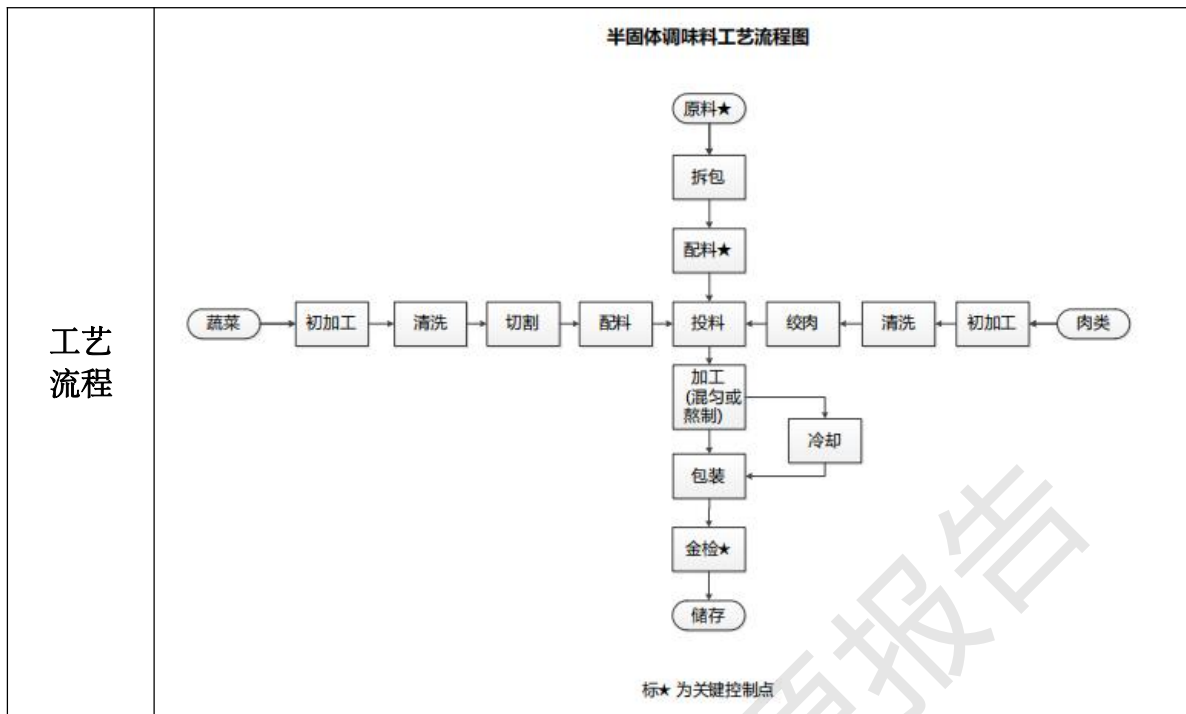 半固体调味料工艺流程图
原料★
拆包
配料★
蔬菜 初加工 清洗 切割 配料 投料 绞肉 清洗 初加工 肉类
工艺
流程
加工
(混匀或
熬制)
冷却
包装
金检★
储存
标★ 为关键控制点
报告